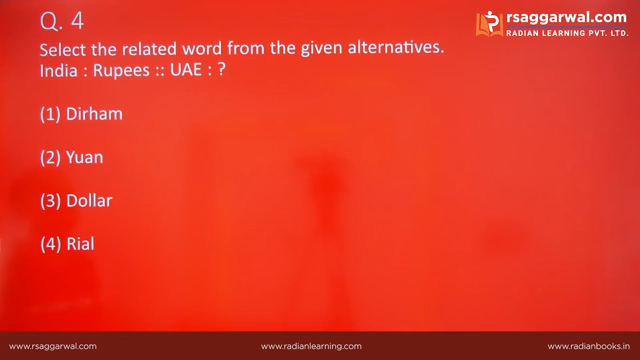 Q. 4
rsaggarwal.com
RADIAN LEARNING PVT. LTD.
Select the related word from the given alternatives.
India : Rupees :: UAE : ?
(1) Dirham
(2) Yuan
(3) Dollar
(4) Rial
www.rsaggarwal.com
www.radianlearning.com
www.radianbooks.in